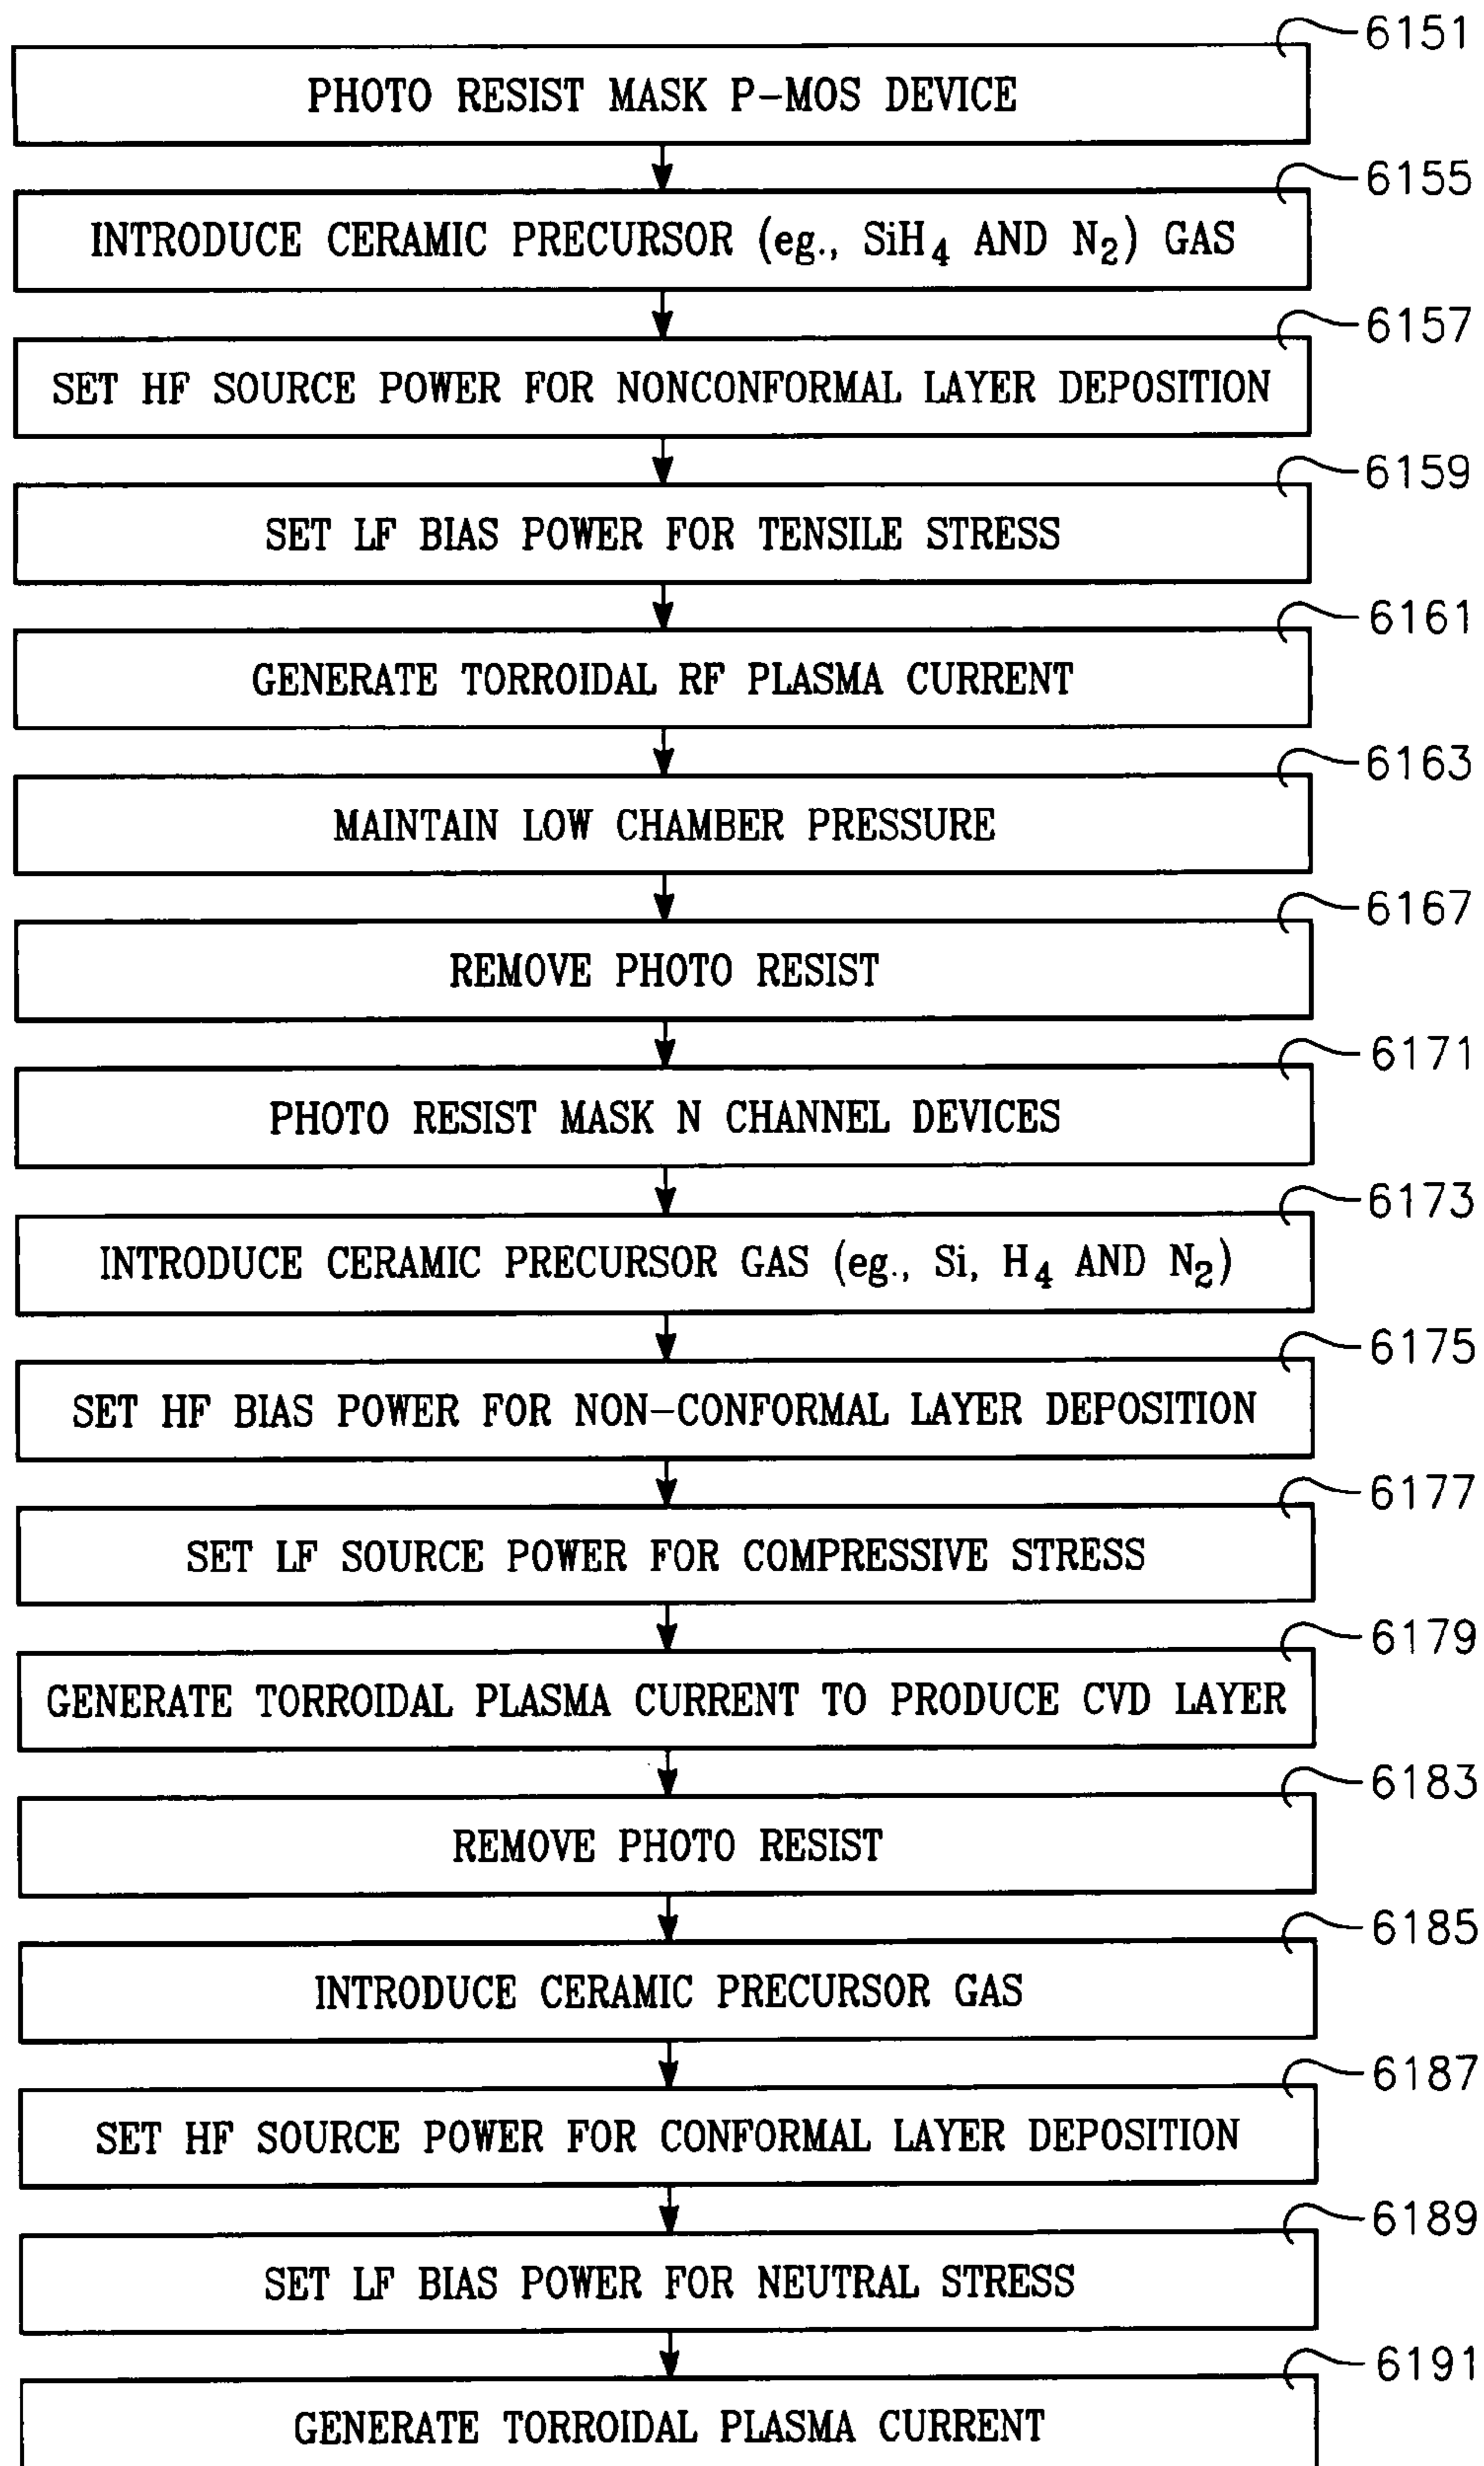 6151
PHOTO RESIST MASK P-MOS DEVICE
6155
INTRODUCE CERAMIC PRECURSOR (eg., SiH₄ AND N₂) GAS
6157
SET HF SOURCE POWER FOR NONCONFORMAL LAYER DEPOSITION
6159
SET LF BIAS POWER FOR TENSILE STRESS
6161
GENERATE TORROIDAL RF PLASMA CURRENT
6163
MAINTAIN LOW CHAMBER PRESSURE
6167
REMOVE PHOTO RESIST
6171
PHOTO RESIST MASK N CHANNEL DEVICES
6173
INTRODUCE CERAMIC PRECURSOR GAS (eg., Si, H₄ AND N₂)
6175
SET HF BIAS POWER FOR NON-CONFORMAL LAYER DEPOSITION
6177
SET LF SOURCE POWER FOR COMPRESSIVE STRESS
6179
GENERATE TORROIDAL PLASMA CURRENT TO PRODUCE CVD LAYER
6183
REMOVE PHOTO RESIST
6185
INTRODUCE CERAMIC PRECURSOR GAS
6187
SET HF SOURCE POWER FOR CONFORMAL LAYER DEPOSITION
6189
SET LF BIAS POWER FOR NEUTRAL STRESS
6191
GENERATE TORROIDAL PLASMA CURRENT